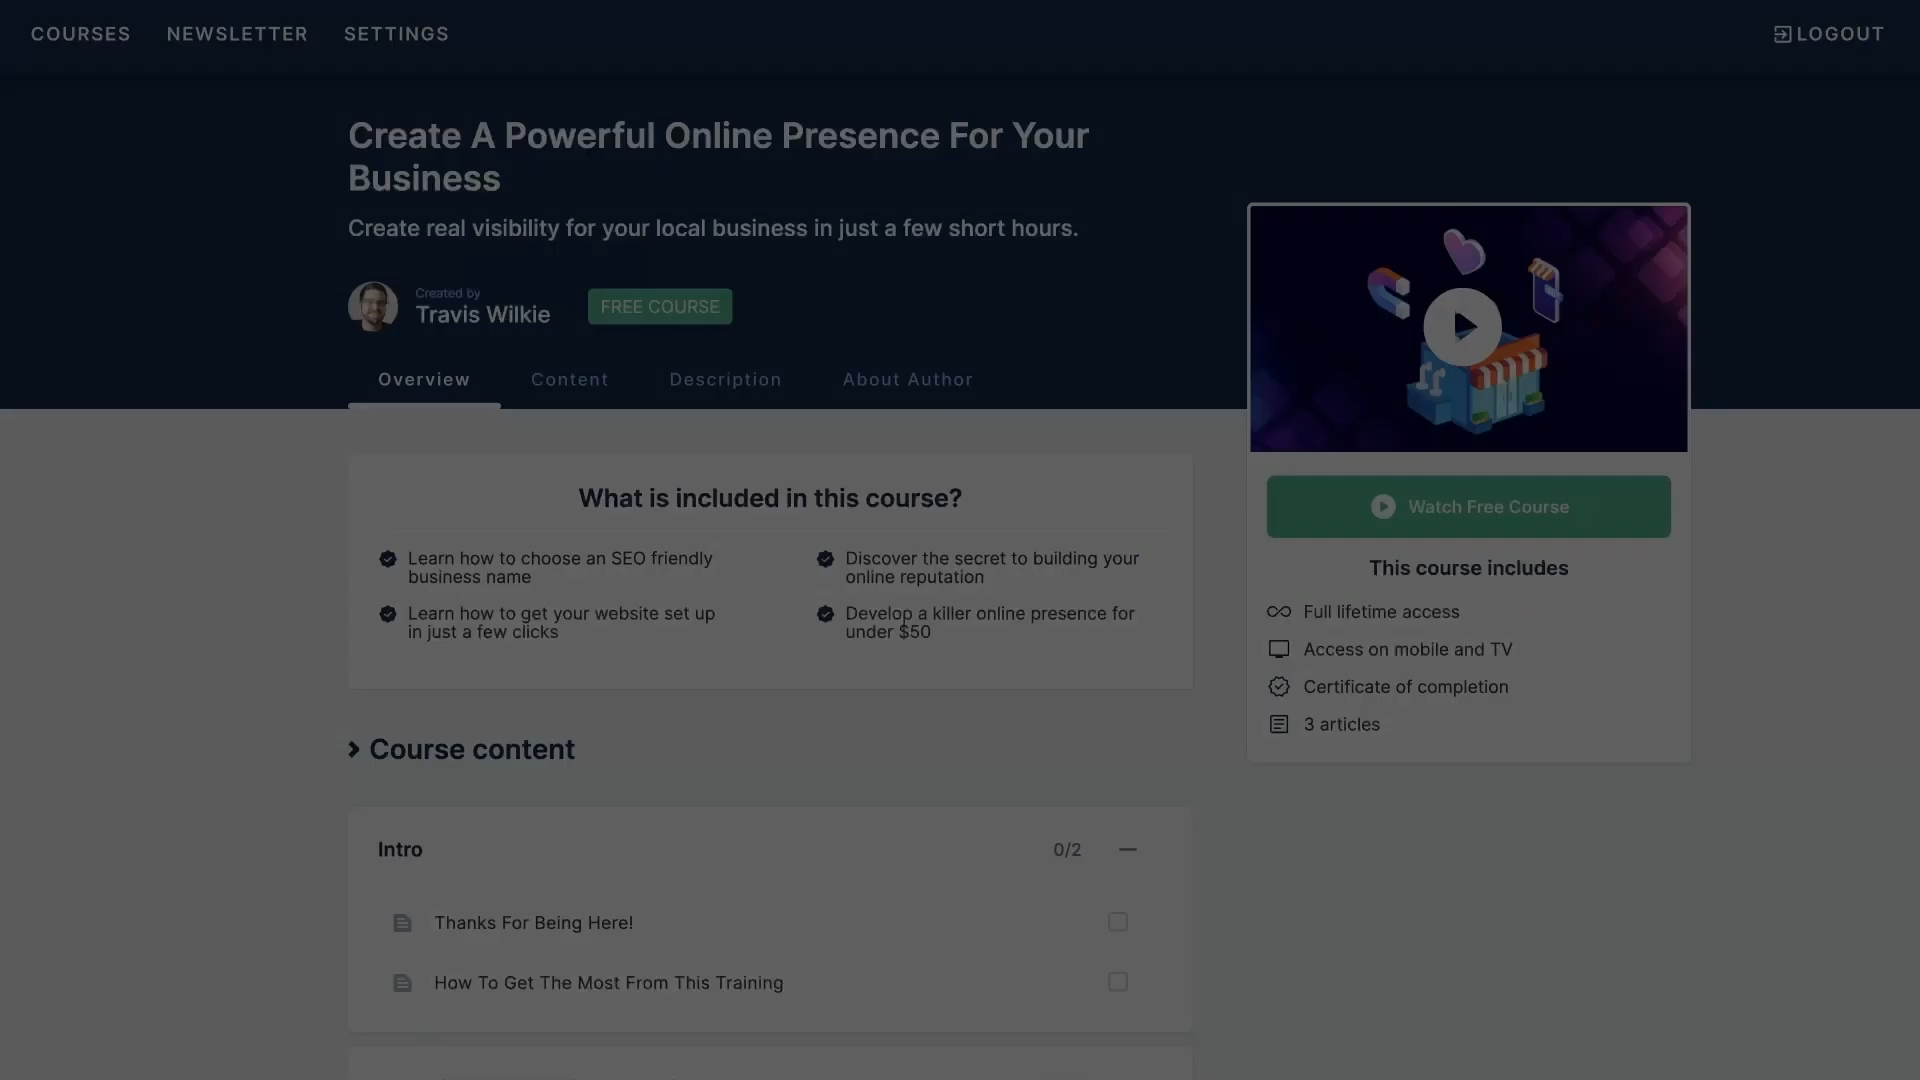 COURSES NEWSLETTER SETTINGS LOGOUT
Create A Powerful Online Presence For Your
Business
Create real visibility for your local business in just a few short hours.
Created by
Travis Wilkie
FREE COURSE
Overview Content Description About Author
What is included in this course?
Learn how to choose an SEO friendly
business name
Discover the secret to building your
online reputation
Learn how to get your website set up
in just a few clicks
Develop a killer online presence for
under $50
Watch Free Course
This course includes
Full lifetime access
Access on mobile and TV
Certificate of completion
3 articles
Course content
Intro 0/2
Thanks For Being Here!
How To Get The Most From This Training